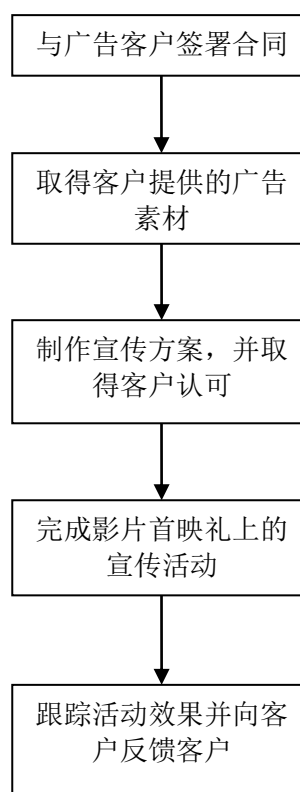 与广告客户签署合同
取得客户提供的广告
素材
制作宣传方案，并取
得客户认可
完成影片首映礼上的
宣传活动
跟踪活动效果并向客
户反馈客户